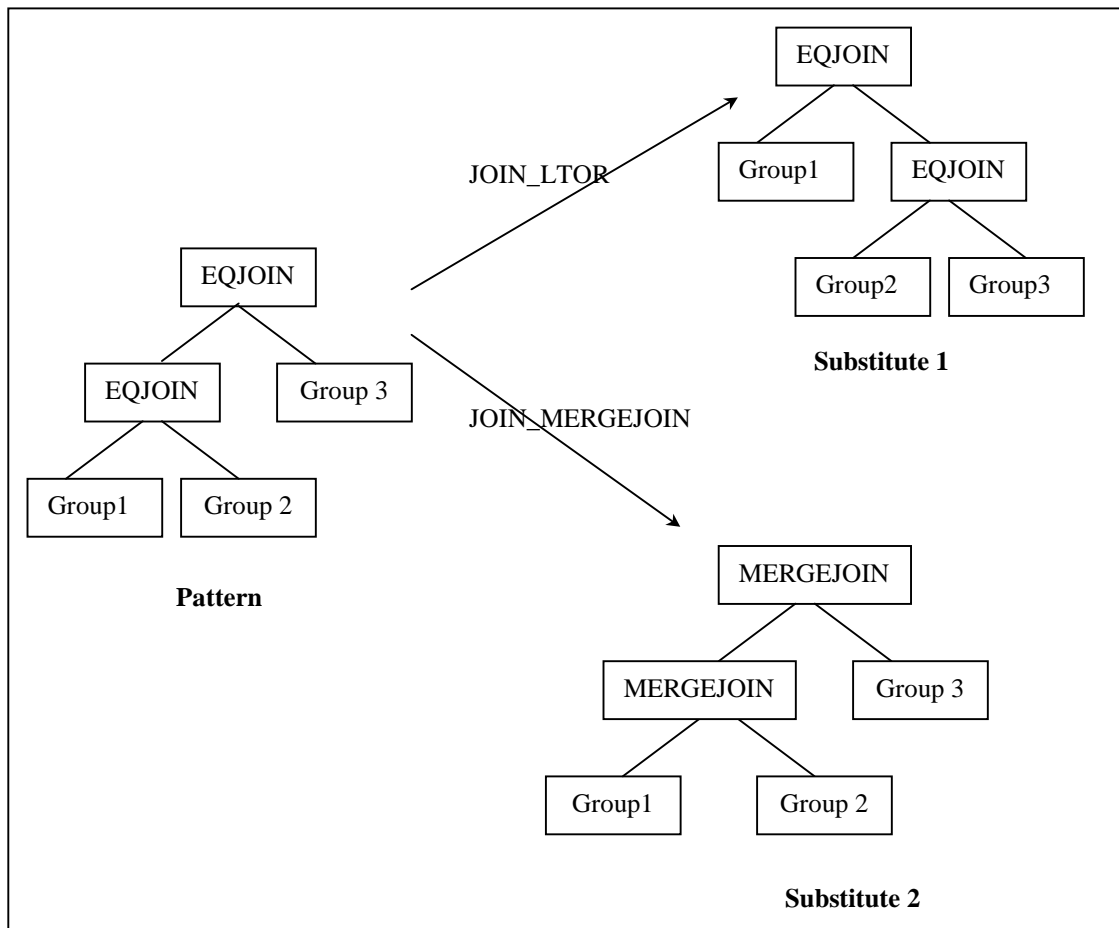 EQJOIN
Group1
EQJOIN
Group2
Group3
Substitute 1
JOIN_LTOR
EQJOIN
EQJOIN
Group 3
Group1
Group 2
Pattern
JOIN_MERGEJOIN
MERGEJOIN
MERGEJOIN
Group 3
Group1
Group 2
Substitute 2